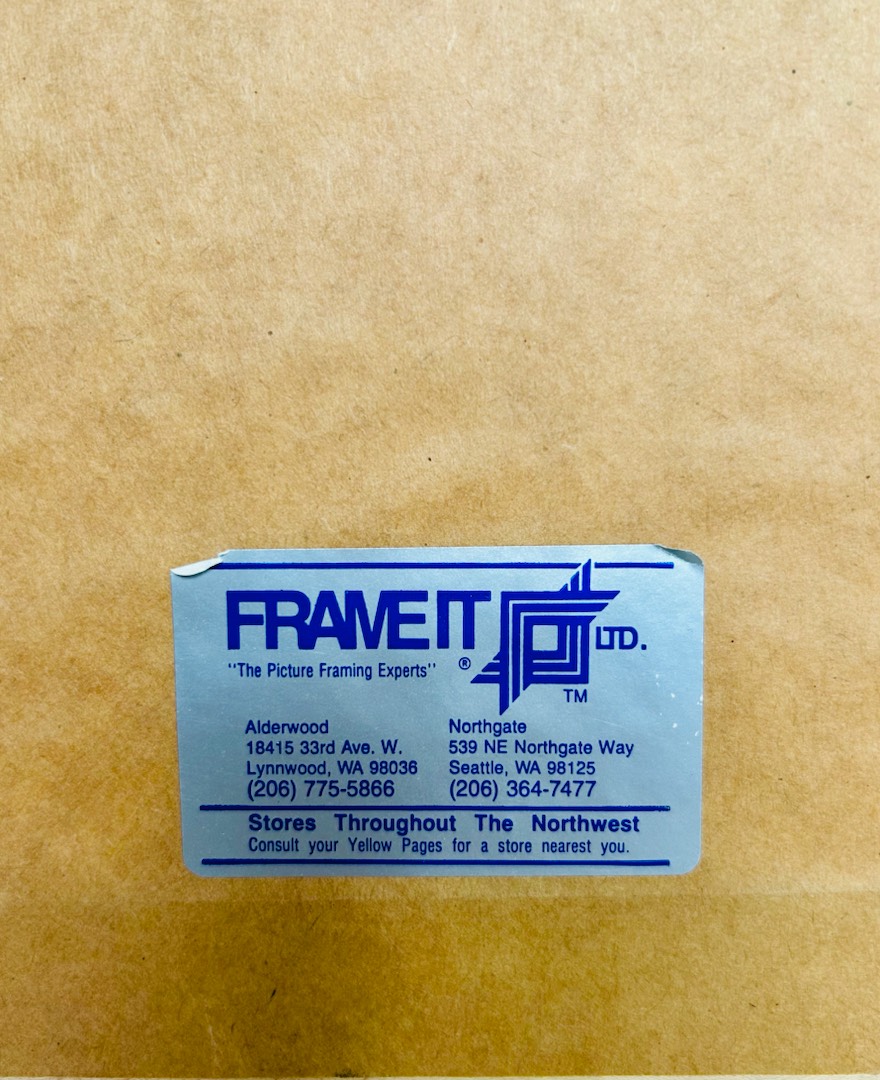 FRAME IT LTD.
"The Picture Framing Experts" ®
TM
Alderwood
18415 33rd Ave. W.
Lynnwood, WA 98036
(206) 775-5866
Northgate
539 NE Northgate Way
Seattle, WA 98125
(206) 364-7477
Stores Throughout The Northwest
Consult your Yellow Pages for a store nearest you.